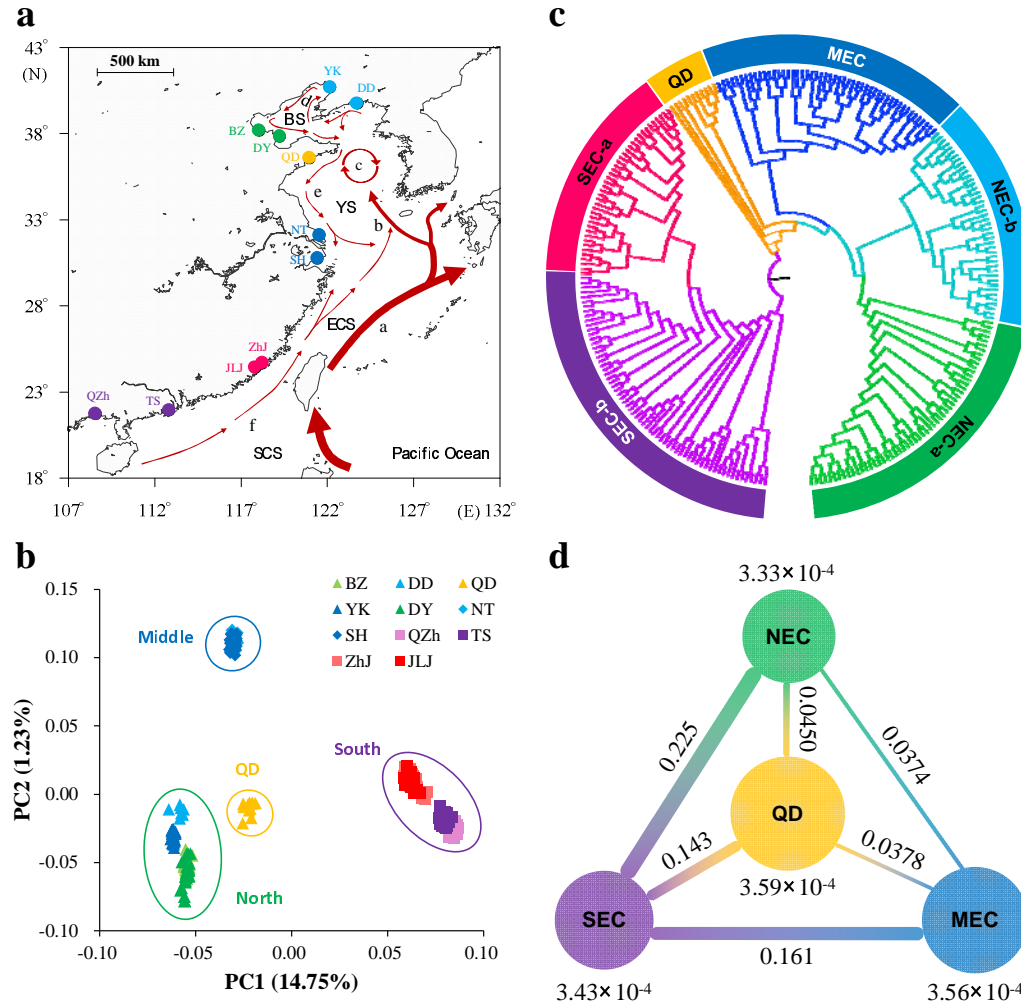 a
43°
(N)
500 km
38°
33°
28°
23°
18°
107°
112°
117°
122°
127°
(E) 132°
YK
DD
d
BS
BZ
DY
QD
c
e
YS
b
NT
SH
ECS
a
ZhJ
JLJ
QZh
TS
f
SCS
Pacific Ocean
c
MEC
QD
SEC-a
NEC-b
SEC-b
NEC-a
b
PC2 (1.23%)
0.15
0.10
0.05
0.00
-0.05
-0.10
-0.10
-0.05
0.00
0.05
0.10
PC1 (14.75%)
BZ DD QD
YK DY NT
SH QZh TS
ZhJ JLJ
Middle
South
QD
North
d
3.33×10⁻⁴
NEC
0.225
0.0450
0.0374
QD
0.143
0.0378
3.59×10⁻⁴
SEC
MEC
0.161
3.43×10⁻⁴
3.56×10⁻⁴